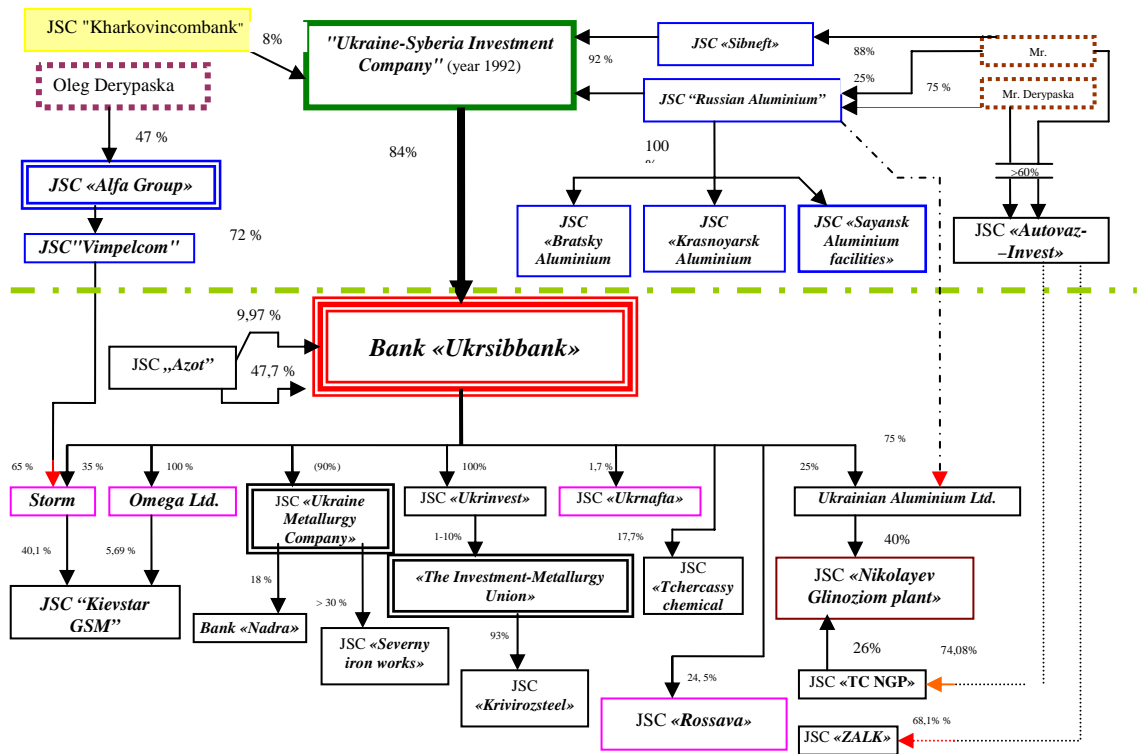 JSC "Kharkovincombank"
8%
"Ukraine-Syberia Investment
Company" (year 1992)
92 %
JSC «Sibneft»
88%
25%
Mr.
Oleg Derypaska
JSC “Russian Aluminium”
75 %
Mr. Derypaska
47 %
84%
100
%
>60%
JSC «Alfa Group»
JSC"Vimpelcom"
72 %
JSC
«Bratsky
Aluminium
JSC
«Krasnoyarsk
Aluminium
JSC «Sayansk
Aluminium
facilities»
JSC «Autovaz-
–Invest»
9,97 %
JSC „Azot”
47,7 %
Bank «Ukrsibbank»
65 %
35 %
100 %
(90%)
100%
1,7 %
25%
75 %
Storm
Omega Ltd.
JSC «Ukraine
Metallurgy
Company»
JSC «Ukrinvest»
JSC «Ukrnafta»
Ukrainian Aluminium Ltd.
40,1 %
5,69 %
1-10%
17,7%
40%
JSC “Kievstar
GSM”
18 %
> 30 %
«The Investment-Metallurgy
Union»
JSC
«Tchercassy
chemical
JSC «Nikolayev
Glinoziom plant»
Bank «Nadra»
JSC «Severny
iron works»
93%
26%
74,08%
JSC
«Krivirozsteel»
24, 5%
JSC «TC NGP»
JSC «Rossava»
JSC «ZALK»
68,1% %